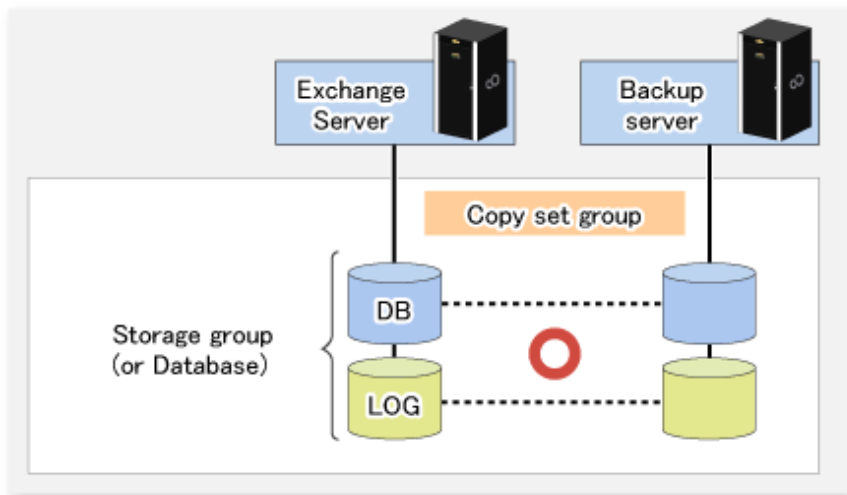 Exchange
Server
Backup
server
Copy set group
DB
Storage group
(or Database)
LOG